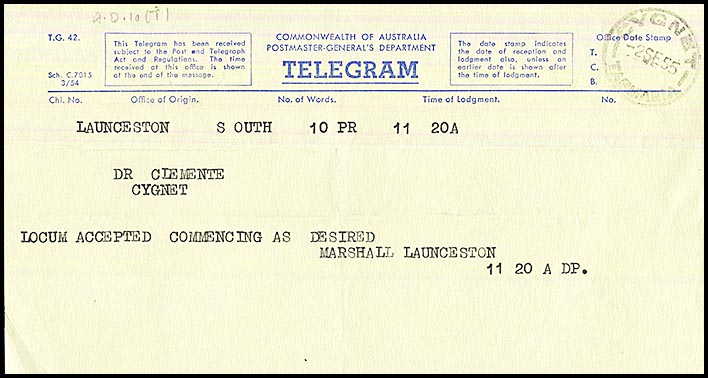 A.D.10 (T)
T.G. 42.
Sch. C.7015
3/54
This Telegram has been received
subject to the Post and Telegraph
Act and Regulations. The time
received at this office is shown
at the end of the message.
COMMONWEALTH OF AUSTRALIA
POSTMASTER-GENERAL'S DEPARTMENT
TELEGRAM
The date stamp indicates
the date of reception and
lodgment also, unless an
earlier date is shown after
the time of lodgment.
Office Date Stamp
T.
C.
B.
CYGNET
-2 SE 55
TASMANIA
Chl. No. Office of Origin. No. of Words. Time of Lodgment. No.
LAUNCESTON S OUTH 10 PR 11 20A
DR CLEMENTE
CYGNET
LOCUM ACCEPTED COMMENCING AS DESIRED
MARSHALL LAUNCESTON
11 20 A DP.